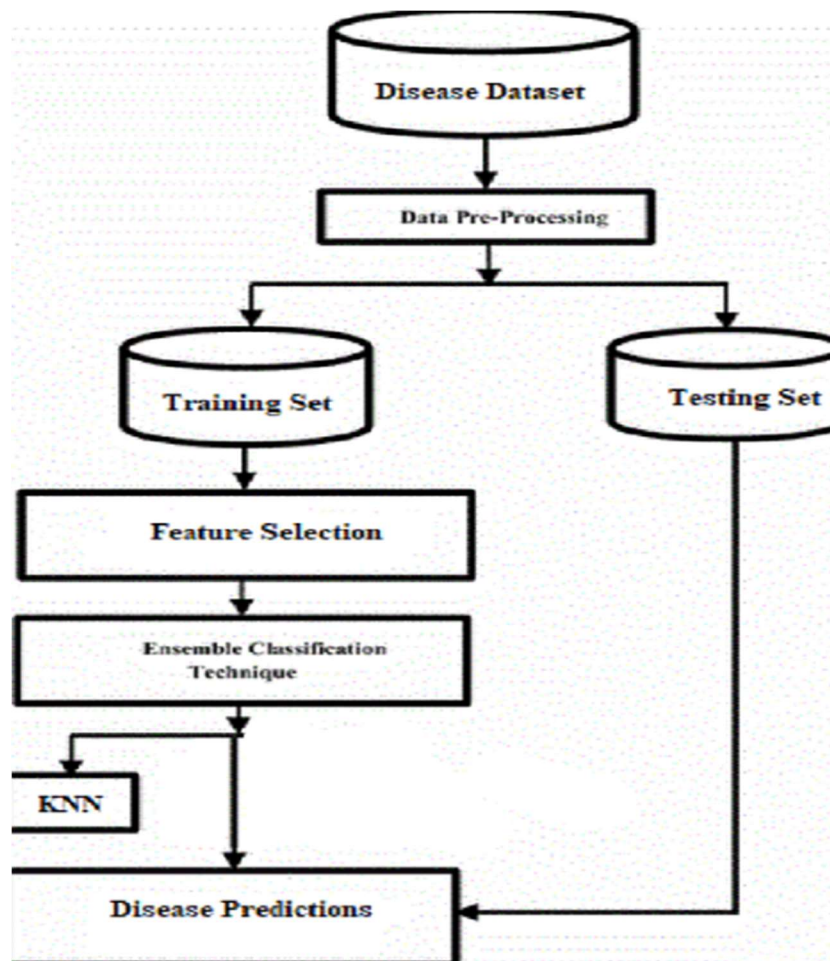 Disease Dataset
Data Pre-Processing
Training Set
Testing Set
Feature Selection
Ensemble Classification
Technique
KNN
Disease Predictions